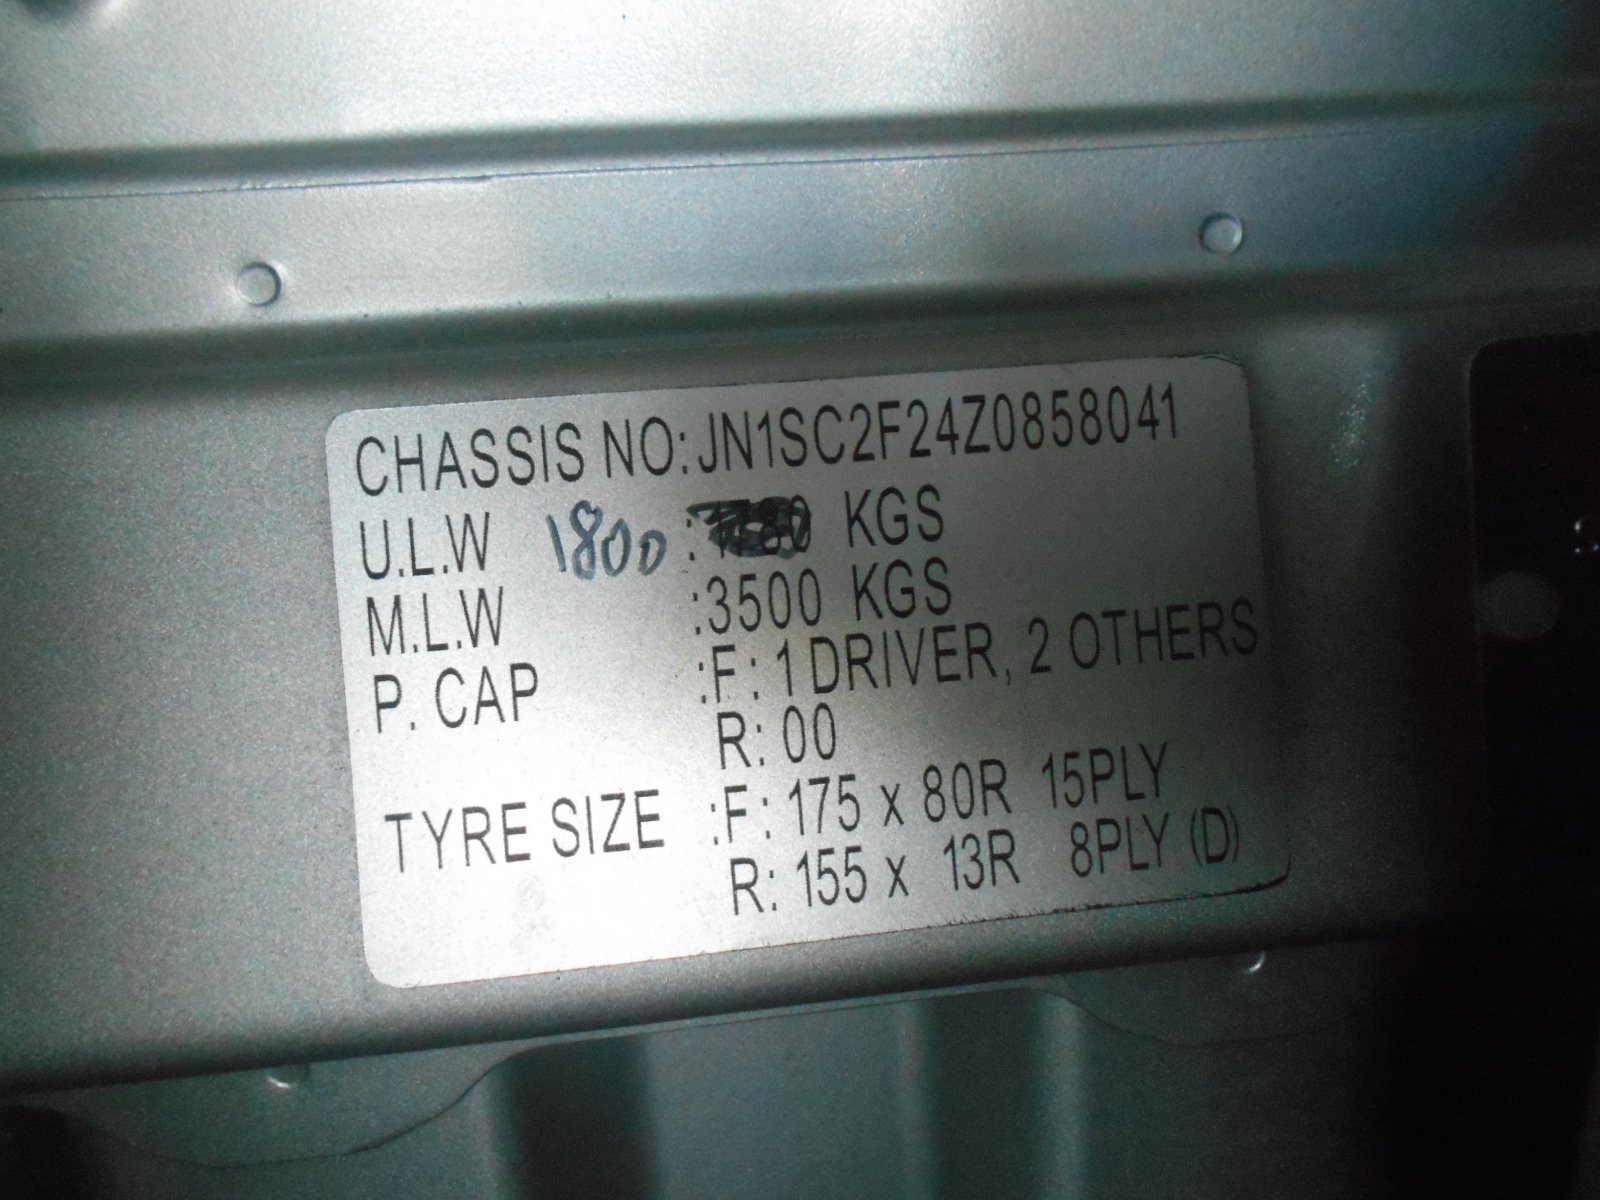 CHASSIS NO: JN1SC2F24Z0858041
U.L.W 1800 : KGS
M.L.W :3500 KGS
P. CAP :F: 1 DRIVER, 2 OTHERS
R: 00
TYRE SIZE :F: 175 x 80R 15PLY
R: 155 x 13R 8PLY (D)